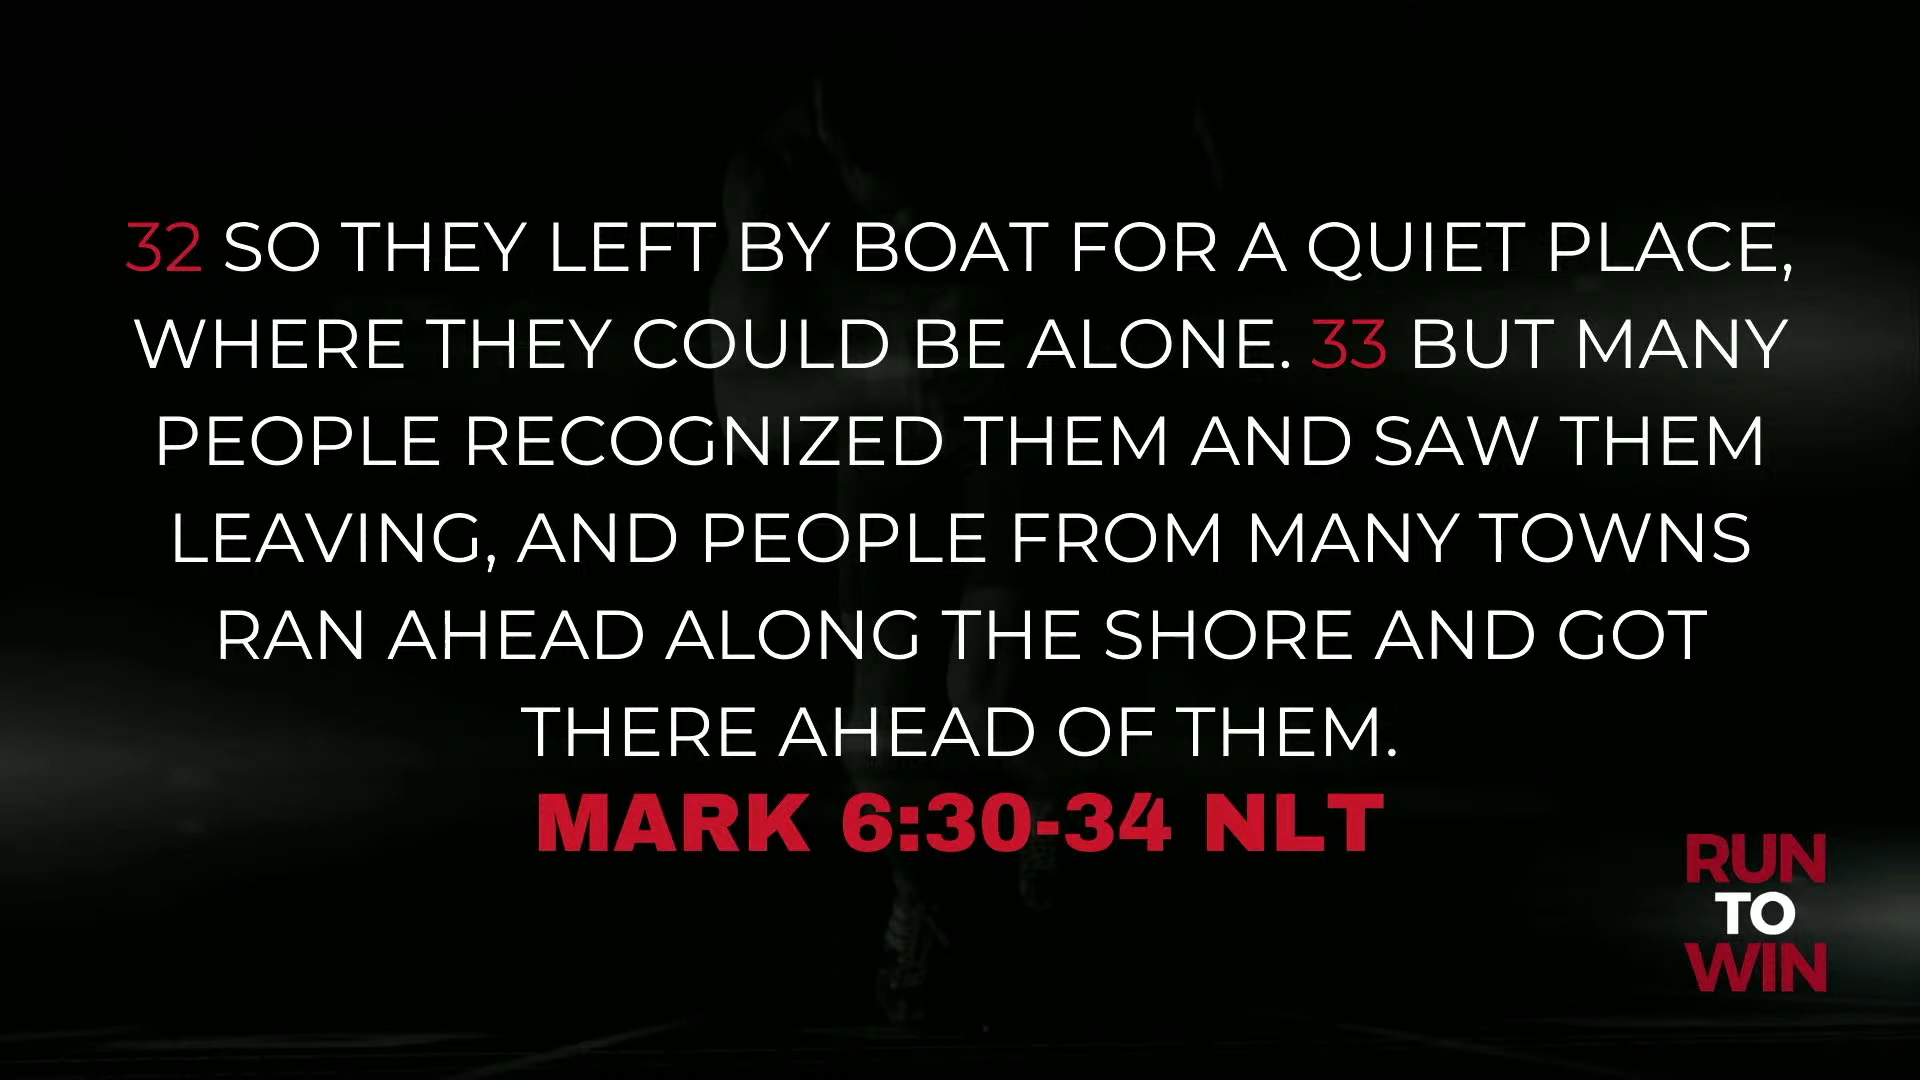 32 SO THEY LEFT BY BOAT FOR A QUIET PLACE,
WHERE THEY COULD BE ALONE. 33 BUT MANY
PEOPLE RECOGNIZED THEM AND SAW THEM
LEAVING, AND PEOPLE FROM MANY TOWNS
RAN AHEAD ALONG THE SHORE AND GOT
THERE AHEAD OF THEM.
MARK 6:30-34 NLT
RUN
TO
WIN